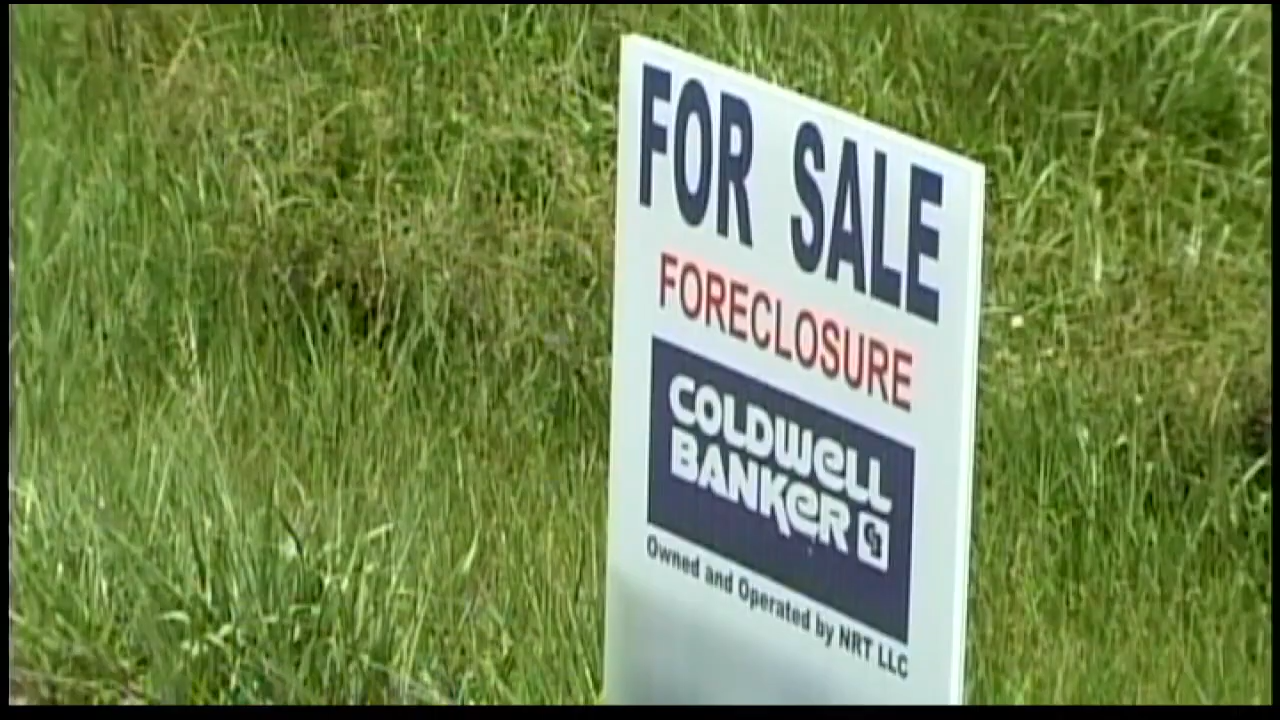 FOR SALE
FORECLOSURE
COLDWELL
BANKER
Owned and Operated by NRT LLC